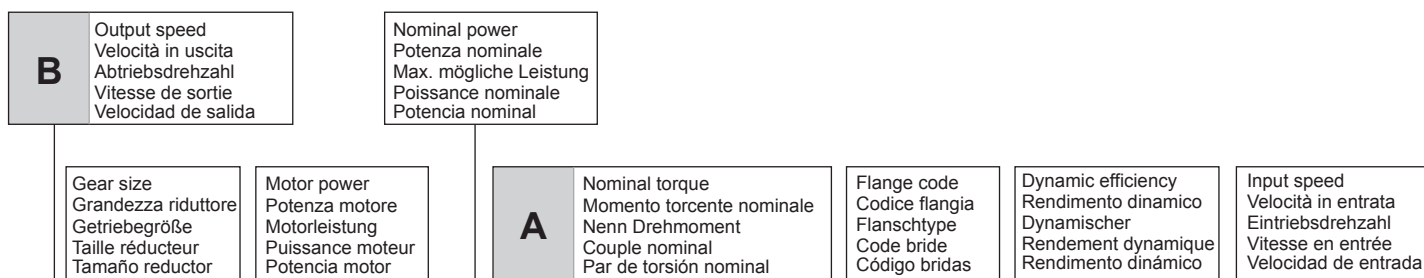 B
Output speed
Velocità in uscita
Abtriebsdrehzahl
Vitesse de sortie
Velocidad de salida
Nominal power
Potenza nominale
Max. mögliche Leistung
Poissance nominale
Potencia nominal
Gear size
Grandezza riduttore
Getriebegröße
Taille réducteur
Tamaño reductor
Motor power
Potenza motore
Motorleistung
Puissance moteur
Potencia motor
A
Nominal torque
Momento torcente nominale
Nenn Drehmoment
Couple nominal
Par de torsión nominal
Flange code
Codice flangia
Flanschtype
Code bride
Código bridas
Dynamic efficiency
Rendimento dinamico
Dynamischer
Rendement dynamique
Rendimento dinámico
Input speed
Velocità in entrata
Eintriebsdrehzahl
Vitesse en entrée
Velocidad de entrada